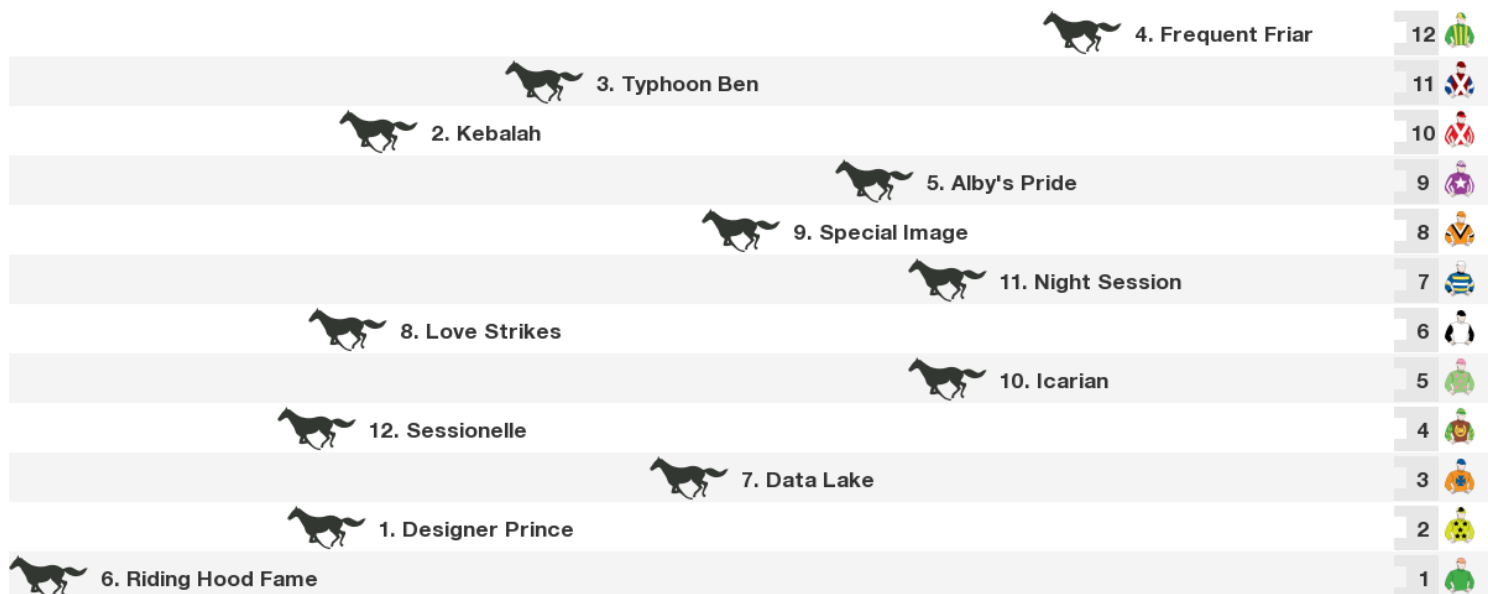 4. Frequent Friar 12
3. Typhoon Ben 11
2. Kebalah 10
5. Alby's Pride 9
9. Special Image 8
11. Night Session 7
8. Love Strikes 6
10. Icarian 5
12. Sessionelle 4
7. Data Lake 3
1. Designer Prince 2
6. Riding Hood Fame 1